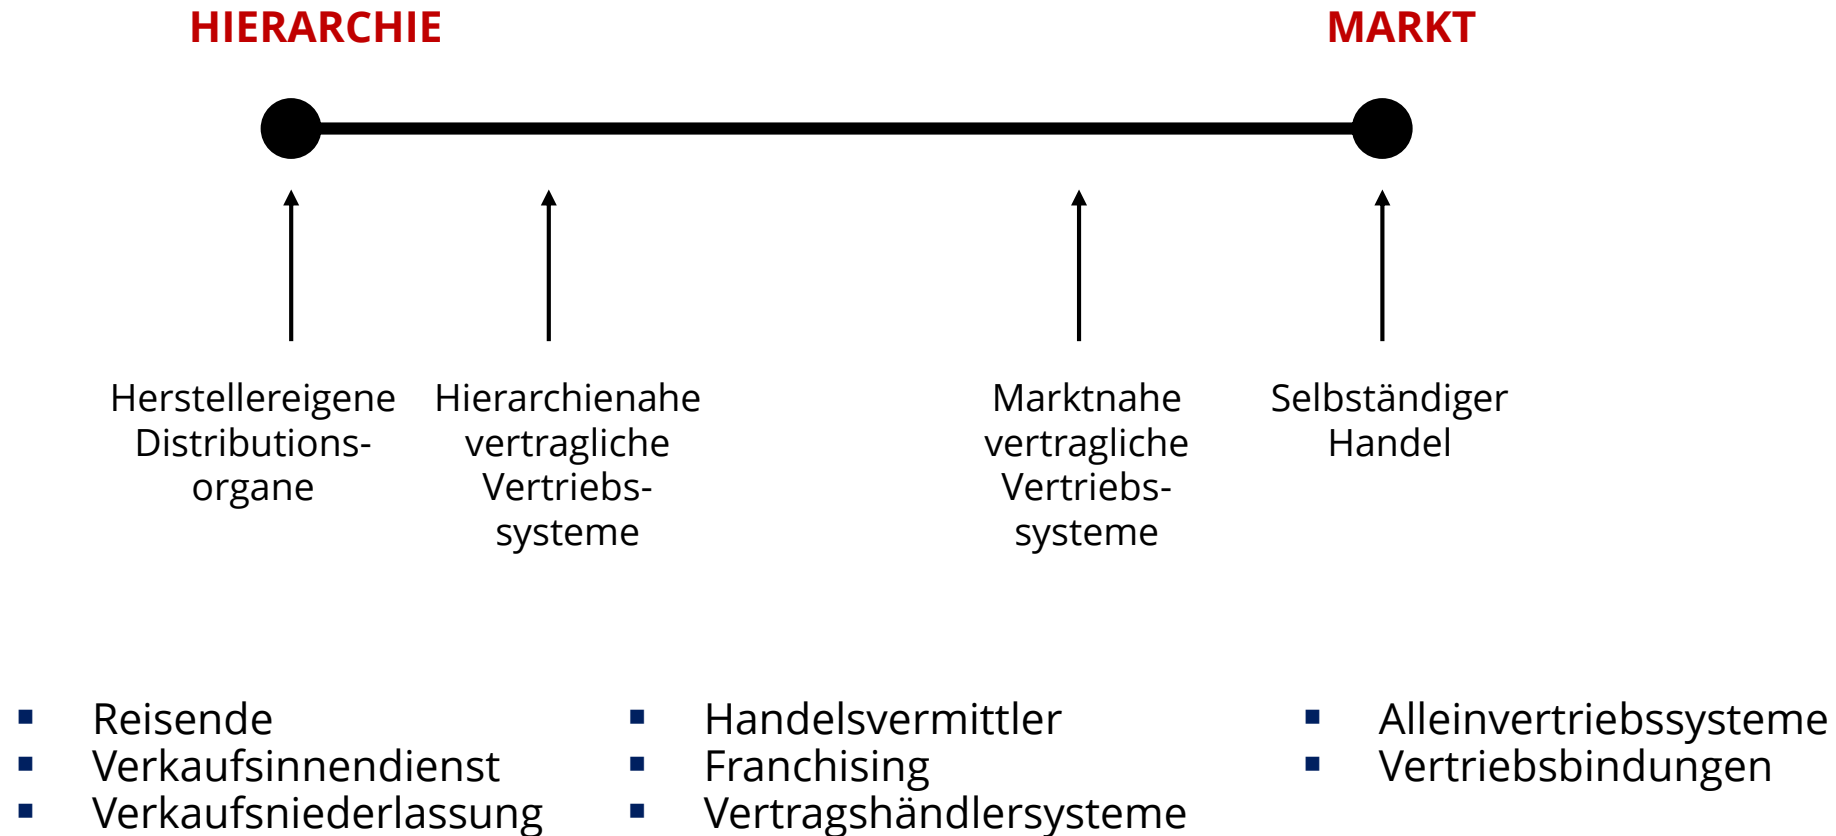 HIERARCHIE
MARKT
Herstellereigene
Distributions-
organe
Hierarchienahe
vertragliche
Vertriebs-
systeme
Marktnahe
vertragliche
Vertriebs-
systeme
Selbständiger
Handel
▪ Reisende
▪ Verkaufsinnendienst
▪ Verkaufsniederlassung
▪ Handelsvermittler
▪ Franchising
▪ Vertragshändlersysteme
▪ Alleinvertriebssysteme
▪ Vertriebsbindungen